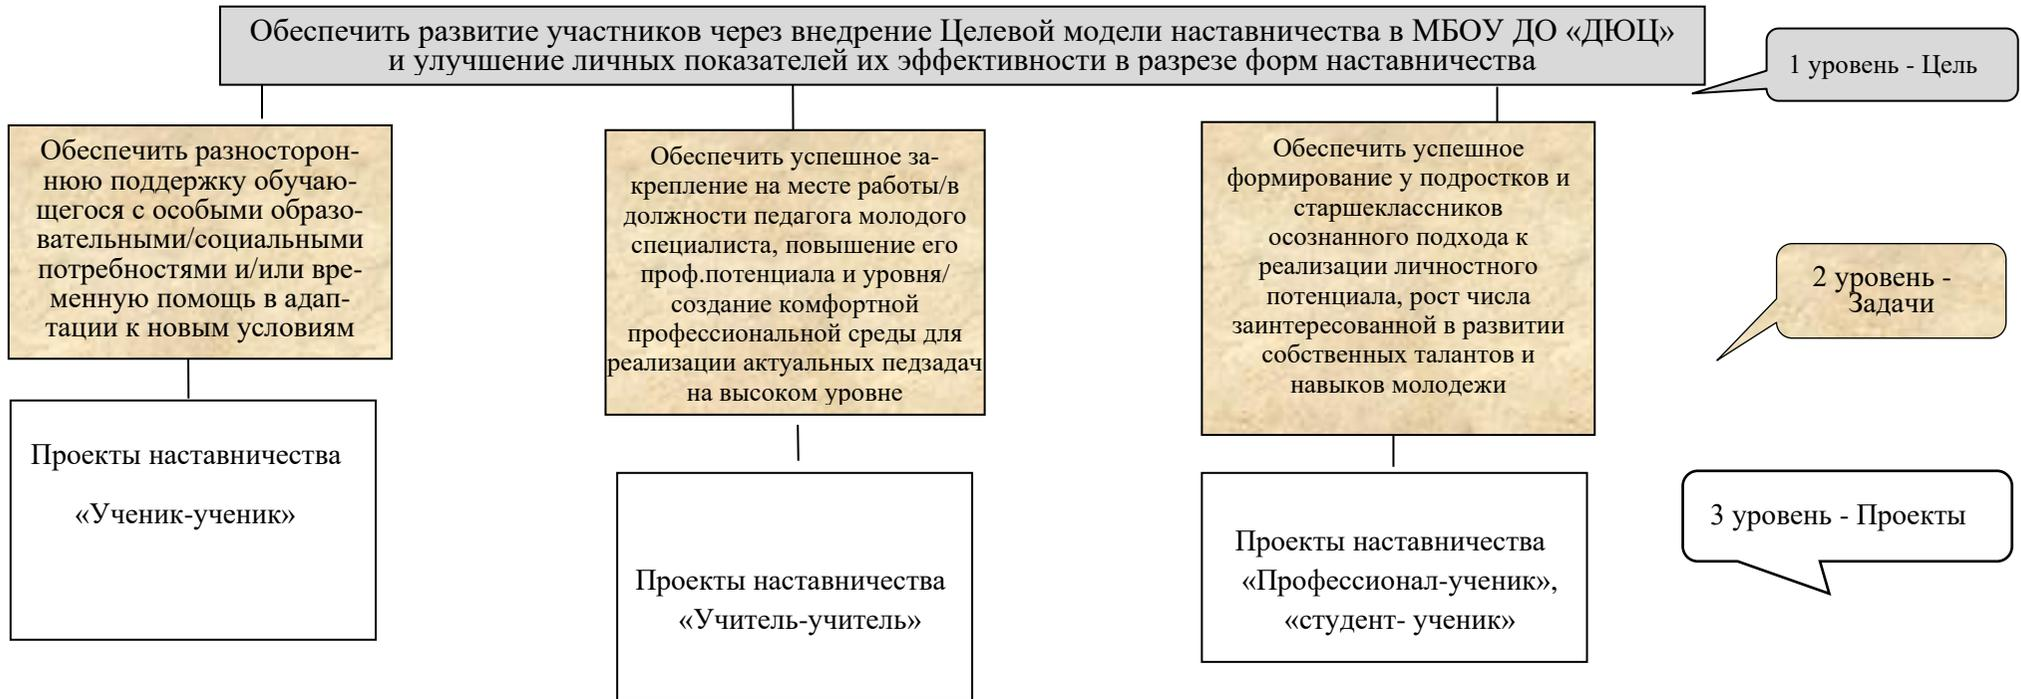 Обеспечить развитие участников через внедрение Целевой модели наставничества в МБОУ ДО «ДЮЦ»
и улучшение личных показателей их эффективности в разрезе форм наставничества
1 уровень - Цель
Обеспечить разносторон-
нюю поддержку обучаю-
щегося с особыми образо-
вательными/социальными
потребностями и/или вре-
менную помощь в адап-
тации к новым условиям
Обеспечить успешное за-
крепление на месте работы/в
должности педагога молодого
специалиста, повышение его
проф.потенциала и уровня/
создание комфортной
профессиональной среды для
реализации актуальных педзадач
на высоком уровне
Обеспечить успешное
формирование у подростков и
старшеклассников
осознанного подхода к
реализации личностного
потенциала, рост числа
заинтересованной в развитии
собственных талантов и
навыков молодежи
2 уровень -
Задачи
Проекты наставничества
«Ученик-ученик»
Проекты наставничества
«Учитель-учитель»
Проекты наставничества
«Профессионал-ученик»,
«студент- ученик»
3 уровень - Проекты